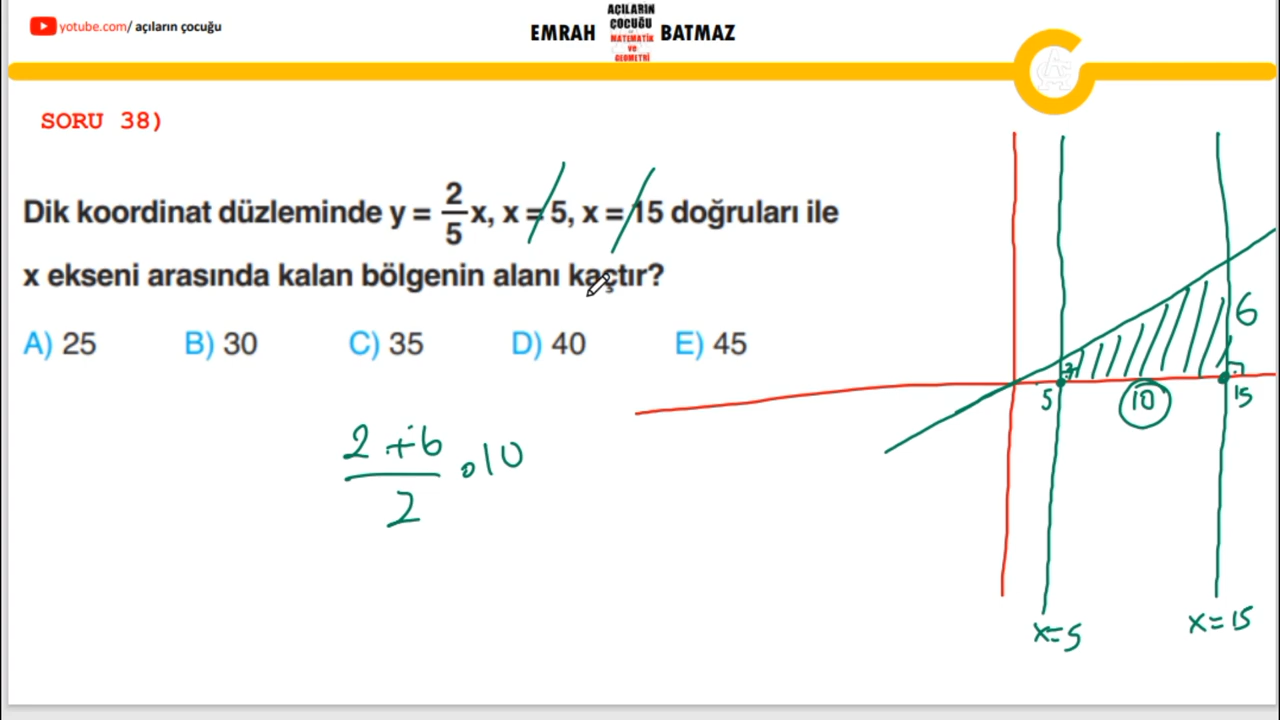 yotube.com/ açıların çocuğu
EMRAH
AÇILARIN
ÇOCUĞU
MATEMATİK
ve
GEOMETRİ
BATMAZ
SORU 38)
Dik koordinat düzleminde y = 2/5 x, x = 5, x = 15 doğruları ile
x ekseni arasında kalan bölgenin alanı kaçtır?
A) 25 B) 30 C) 35 D) 40 E) 45
6
5
10
15
2 + 6
2
.10
x=5
x=15